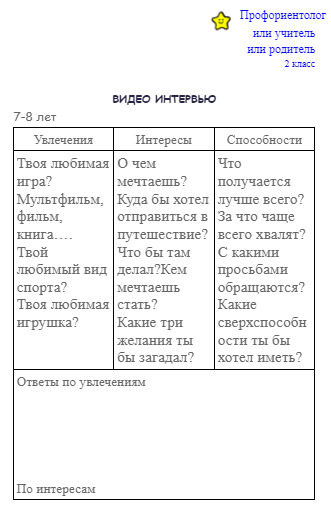 Профориентолог
или учитель
или родитель
2 класс
ВИДЕО ИНТЕРВЬЮ
7-8 лет
Увлечения
Интересы
Способности
Твоя любимая
игра?
Мультфильм,
фильм,
книга….
Твой
любимый вид
спорта?
Твоя любимая
игрушка?
О чем
мечтаешь?
Куда бы хотел
отправиться в
путешествие?
Что бы там
делал?Кем
мечтаешь
стать?
Какие три
желания ты
бы загадал?
Что
получается
лучше всего?
За что чаще
всего хвалят?
С какими
просьбами
обращаются?
Какие
сверхспособн
ости ты бы
хотел иметь?
Ответы по увлечениям
По интересам